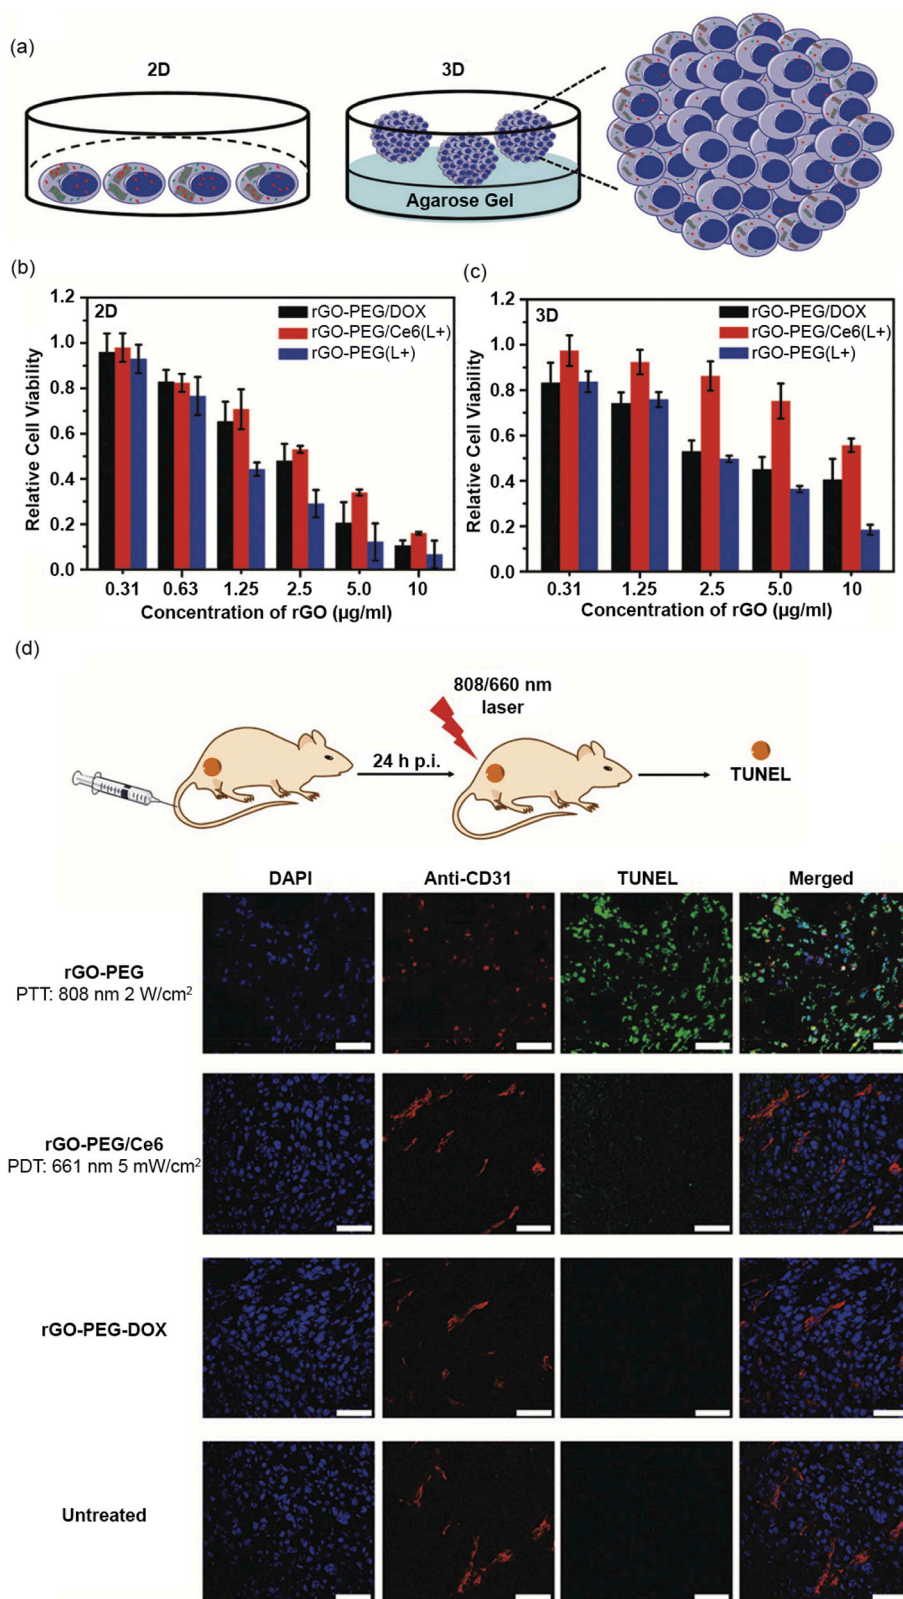 (a)
2D
3D
Agarose Gel
(b)
2D
rGO-PEG/DOX
rGO-PEG/Ce6(L+)
rGO-PEG(L+)
Relative Cell Viability
1.2
1.0
0.8
0.6
0.4
0.2
0.0
0.31 0.63 1.25 2.5 5.0 10
Concentration of rGO (µg/ml)
(c)
3D
rGO-PEG/DOX
rGO-PEG/Ce6(L+)
rGO-PEG(L+)
Relative Cell Viability
1.2
1.0
0.8
0.6
0.4
0.2
0.0
0.31 1.25 2.5 5.0 10
Concentration of rGO (µg/ml)
(d)
808/660 nm
laser
24 h p.i.
TUNEL
DAPI Anti-CD31 TUNEL Merged
rGO-PEG
PTT: 808 nm 2 W/cm²
rGO-PEG/Ce6
PDT: 661 nm 5 mW/cm²
rGO-PEG-DOX
Untreated